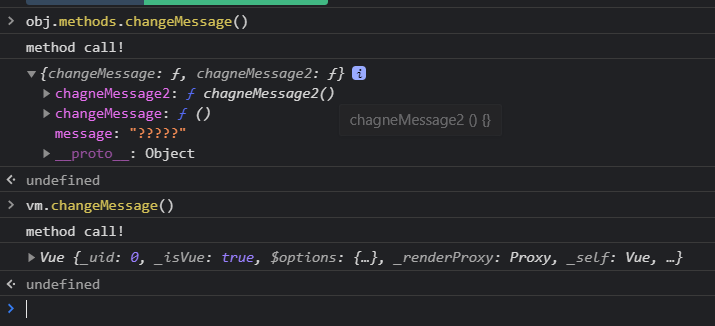 > obj.methods.changeMessage()
method call!
▼{changeMessage: ƒ, chagneMessage2: ƒ} i
▶ chagneMessage2: ƒ chagneMessage2()
▶ changeMessage: ƒ ()
chagneMessage2 () {}
message: "?????"
▶ __proto__: Object
undefined
> vm.changeMessage()
method call!
▶ Vue {_uid: 0, _isVue: true, $options: {…}, _renderProxy: Proxy, _self: Vue, …}
undefined
>